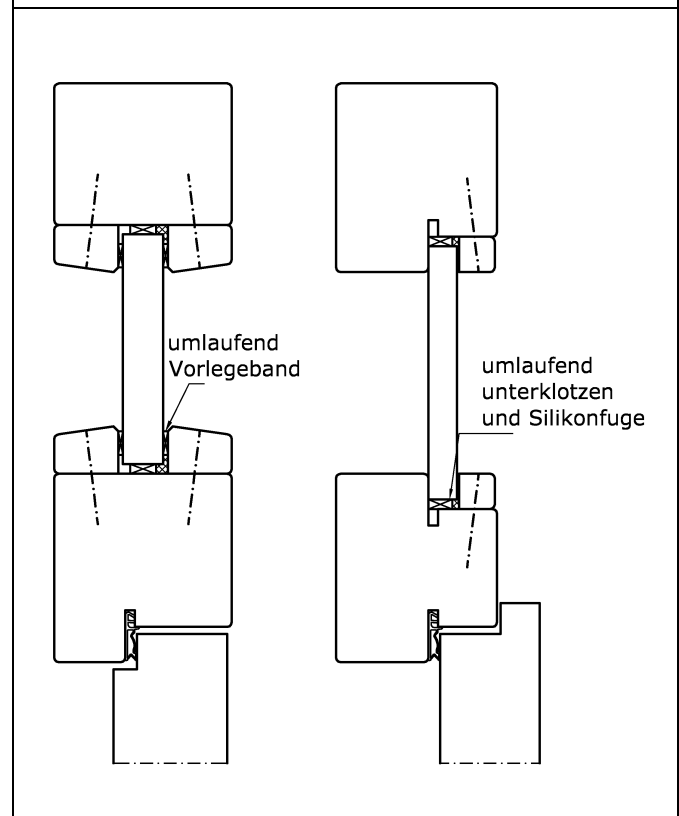 umlaufend
Vorlegeband
umlaufend
unterklotzen
und Silikonfuge